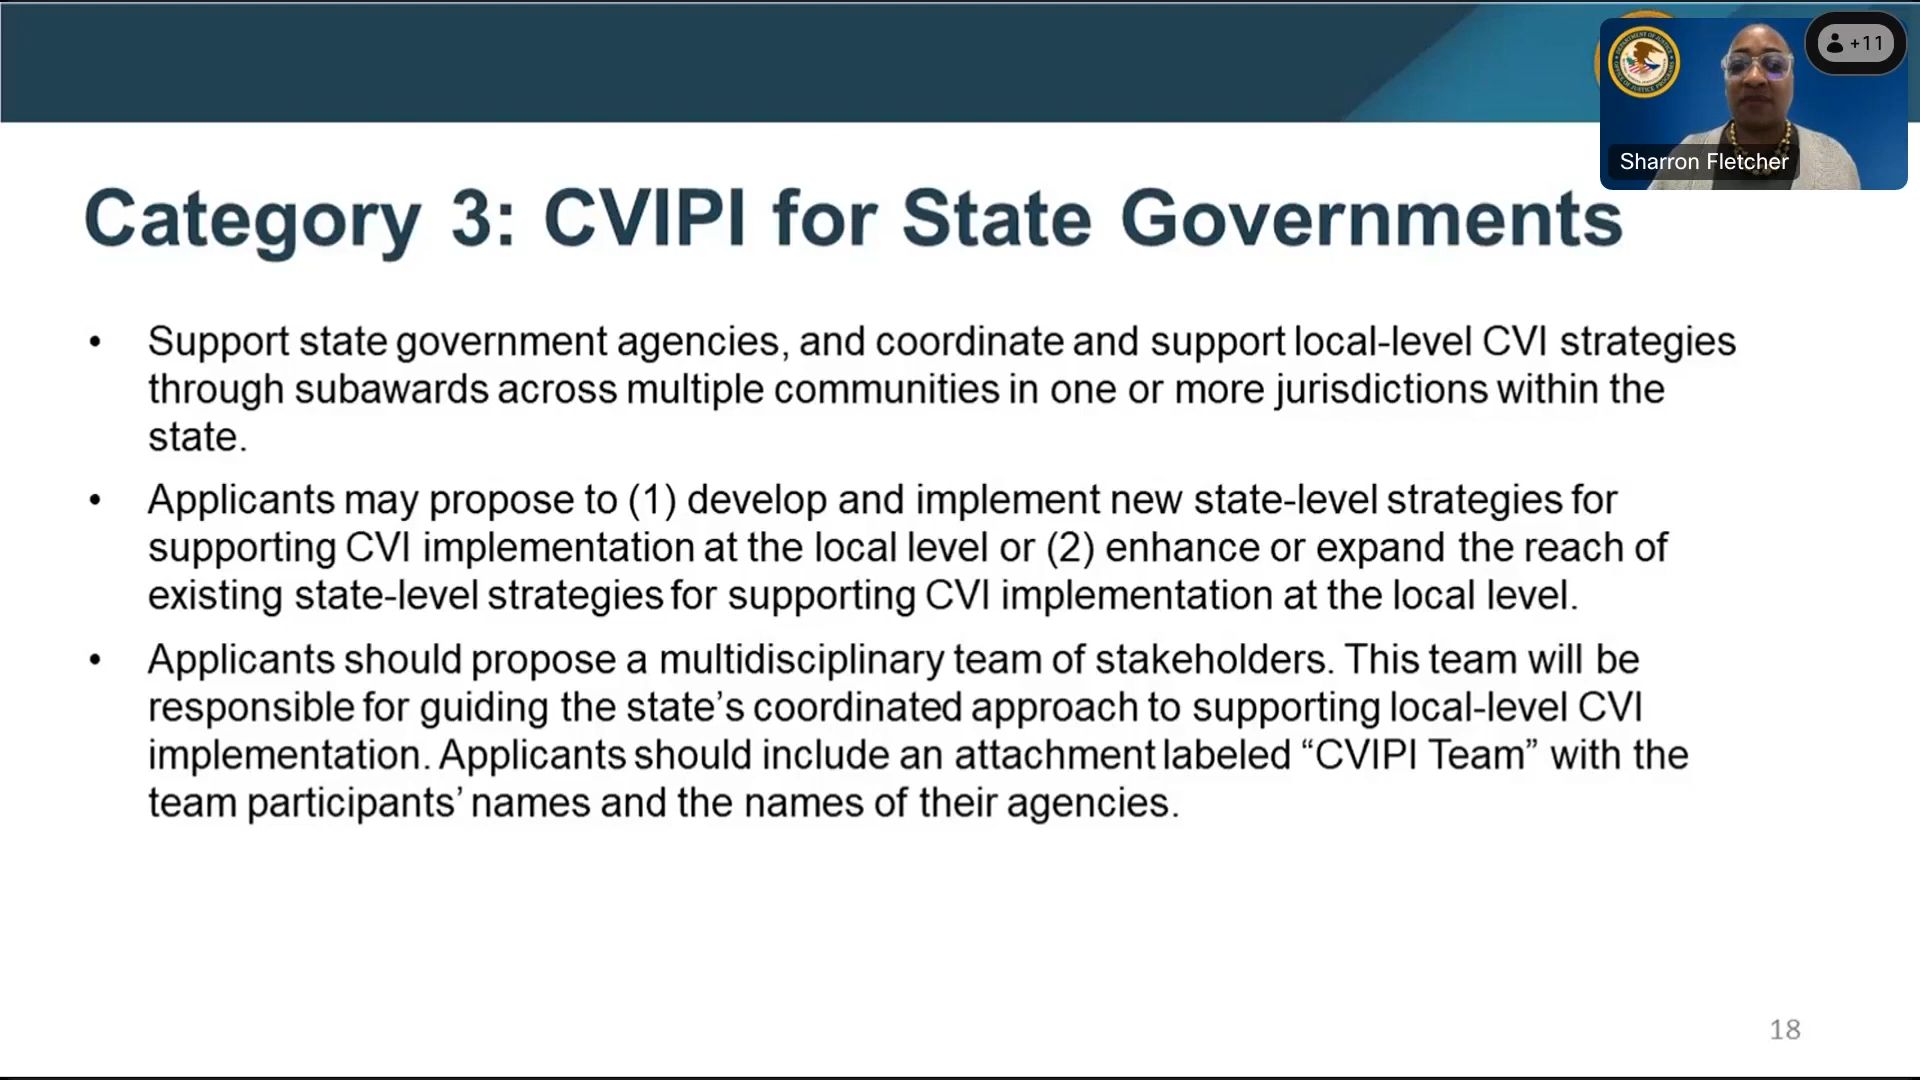 +11
Sharron Fletcher
Category 3: CVIPI for State Governments
• Support state government agencies, and coordinate and support local-level CVI strategies
through subawards across multiple communities in one or more jurisdictions within the
state.
• Applicants may propose to (1) develop and implement new state-level strategies for
supporting CVI implementation at the local level or (2) enhance or expand the reach of
existing state-level strategies for supporting CVI implementation at the local level.
• Applicants should propose a multidisciplinary team of stakeholders. This team will be
responsible for guiding the state’s coordinated approach to supporting local-level CVI
implementation. Applicants should include an attachment labeled “CVIPI Team” with the
team participants’ names and the names of their agencies.
18